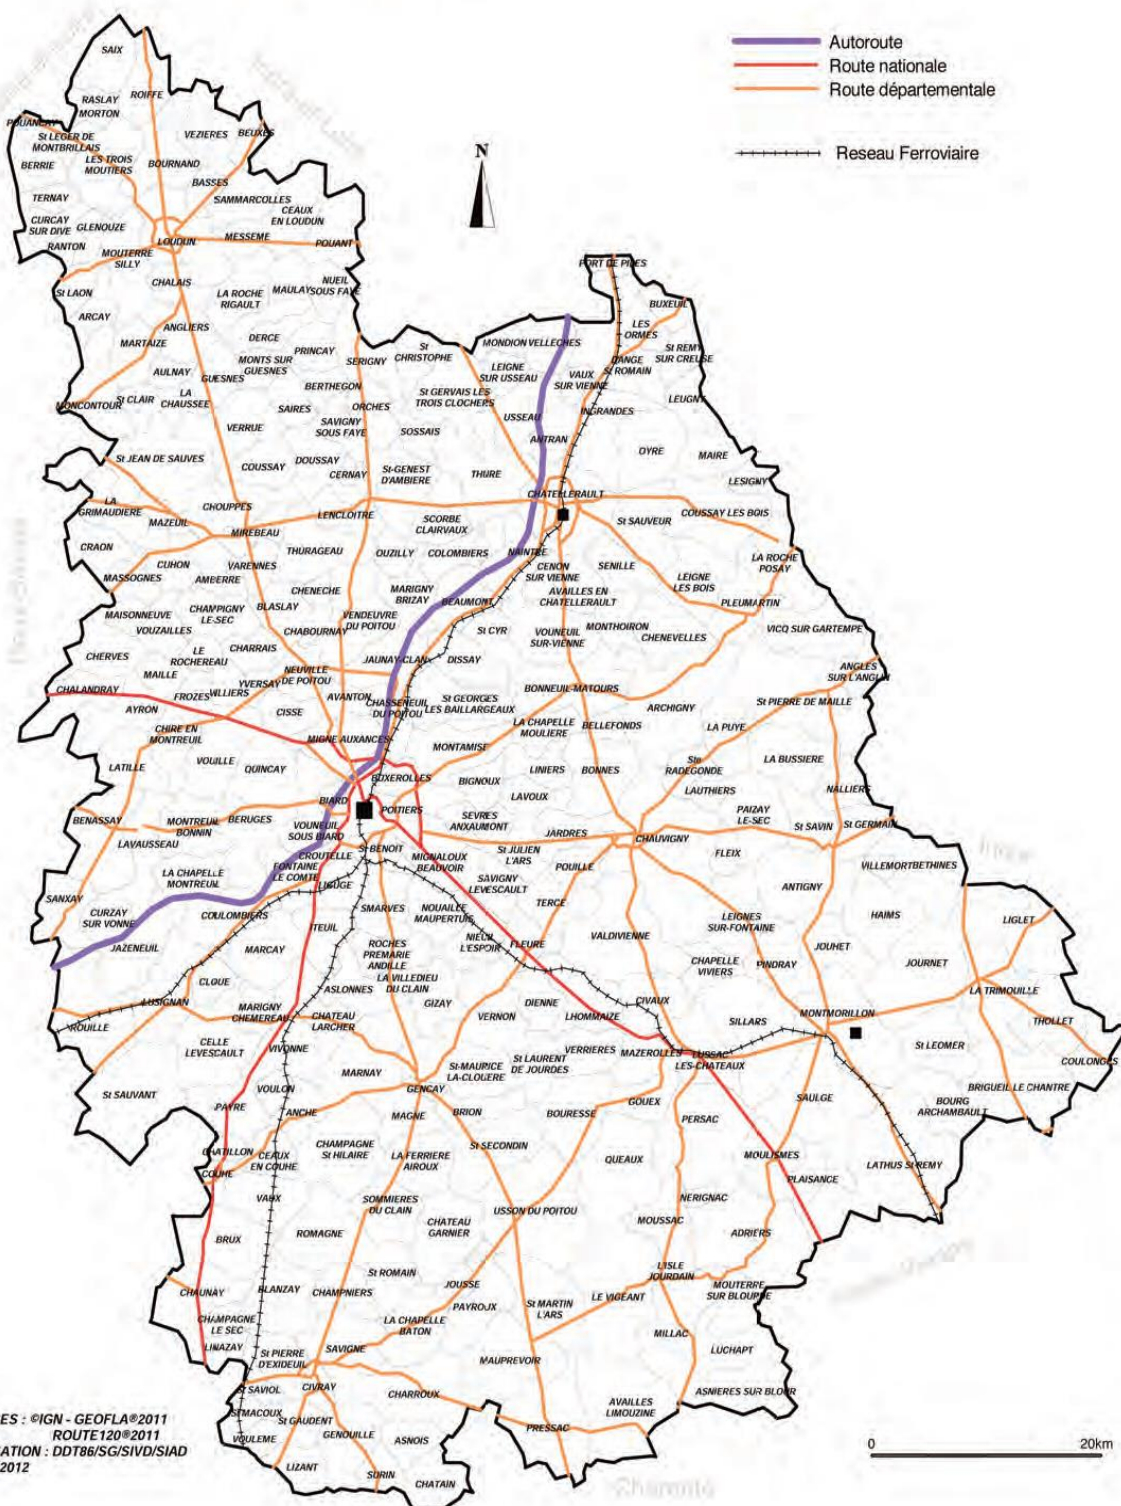 Autoroute
Route nationale
Route départementale
Reseau Ferroviaire
N
SAIX
RASLAY
MORTON
ROIFFE
POUANCAY
St LEGER DE
MONTBRILLAIS
VEZIERES
BEUXES
BERRIE
LES TROIS
MOUTIERS
BOURNAND
BASSES
TERNAY
SAMMARCOLLES
CEAUX
EN LOUDUN
CURCAY
SUR DIVE
GLENOUZE
RANTON
MOUTERRE
SILLY
LOUDUN
MESSEME
POUANT
St LAON
CHALAIS
LA ROCHE
RIGAULT
MAULAY
NUEIL
SOUS FAYE
ARCAY
ANGLIERS
MARTAIZE
DERCE
PRINCAY
MONTS SUR
GUESNES
SERIGNY
St
CHRISTOPHE
MONDION
VELLECHES
PORT DE PILES
BUXEUIL
LES
ORMES
St REMY
SUR CREUSE
DANGE
St ROMAIN
AULNAY
GUESNES
BERTHEGON
LEIGNE
SUR USSEAU
VAUX
SUR VIENNE
MONCONTOUR
St CLAIR
LA
CHAUSSEE
SAIRES
ORCHES
St GERVAIS LES
TROIS CLOCHERS
USSEAU
INGRANDES
LEUGNY
VERRUE
SAVIGNY
SOUS FAYE
SOSSAIS
ANTRAN
OYRE
MAIRE
St JEAN DE SAUVES
COUSSAY
DOUSSAY
CERNAY
St-GENEST
D'AMBIERE
THURE
LESIGNY
LA
GRIMAUDIERE
MAZEUIL
CHOUPPES
LENCLOITRE
SCORBE
CLAIRVAUX
CHATELLERAULT
St SAUVEUR
COUSSAY LES BOIS
CRAON
MIREBEAU
THURAGEAU
OUZILLY
COLOMBIERS
NAINTRE
LA ROCHE
POSAY
MASSOGNES
CUHON
VARENNES
AMBERRE
CHENECHE
MARIGNY
BRIZAY
BEAUMONT
CENON
SUR VIENNE
SENILLE
LEIGNE
LES BOIS
AVAILLES EN
CHATELLERAULT
PLEUMARTIN
MAISONNEUVE
VOUZAILLES
CHAMPIGNY
LE-SEC
BLASLAY
CHABOURNAY
VENDEUVRE
DU POITOU
St CYR
VOUNEUIL
SUR-VIENNE
MONTHOIRON
CHENEVELLES
VICQ SUR GARTEMPE
CHERVES
LE
ROCHEREAU
CHARRAIS
JAUNAY-CLAN
DISSAY
ANGLES
SUR L'ANGLIN
MAILLE
NEUVILLE
DE POITOU
CHALANDRAY
FROZES
VILLIERS
YVERSAY
AVANTON
CHASSENEUIL
DU POITOU
St GEORGES
LES BAILLARGEAUX
BONNEUIL-MATOURS
ARCHIGNY
St PIERRE DE MAILLE
AYRON
CISSE
CHIRE EN
MONTREUIL
MIGNE AUXANCES
MONTAMISE
LA CHAPELLE
MOULIERE
BELLEFONDS
LA PUYE
LATILLE
VOUILLE
QUINCAY
BUXEROLLES
BIGNOUX
LINIERS
BONNES
Ste
RADEGONDE
LA BUSSIERE
LAUTHIERS
NALLIERS
BENASSAY
MONTREUIL
BONNIN
BERUGES
BIARD
POITIERS
SEVRES
ANXAUMONT
LAVOUX
PAIZAY
LE-SEC
St SAVIN
St GERMAIN
LAVAUSSEAU
VOUNEUIL
SOUS BIARD
JARDRES
CHAUVIGNY
St BENOIT
CROUTELLE
FONTAINE
LE COMTE
MIGNALOUX
BEAUVOIR
St JULIEN
L'ARS
POUILLE
FLEIX
VILLEMORT
BETHINES
SANXAY
LA CHAPELLE
MONTREUIL
LIGUGE
SAVIGNY
LEVESCAULT
ANTIGNY
CURZAY
SUR VONNE
COULOMBIERS
SMARVES
NOUAILLE
MAUPERTUIS
TERCE
LEIGNES
SUR-FONTAINE
HAIMS
LIGLET
JAZENEUIL
MARCAY
ITEUIL
NIEUIL
L'ESPOIR
FLEURE
VALDIVIENNE
JOUHET
JOURNET
CLOUE
ROCHES
PREMARIE
ANDILLE
CHAPELLE
VIVIERS
PINDRAY
LA TRIMOUILLE
LUSIGNAN
ASLONNES
LA VILLEDIEU
DU CLAIN
GIZAY
DIENNE
CIVAUX
MONTMORILLON
ROUILLE
MARIGNY
CHEMEREAU
CHATEAU
LARCHER
VERNON
LHOMMAIZE
SILLARS
THOLLET
CELLE
LEVESCAULT
VIVONNE
VERRIERES
MAZEROLLES
LUSSAC
LES-CHATEAUX
St LEOMER
COULONGES
St SAUVANT
MARNAY
St-MAURICE
LA-CLOUERE
St LAURENT
DE JOURDES
BRIGUEIL LE CHANTRE
VOULON
GENCAY
SAULGE
BOURG
ARCHAMBAULT
PAYRE
ANCHE
MAGNE
BRION
BOURESSE
GOUEX
PERSAC
CHATILLON
COUHE
CEAUX
EN COUHE
CHAMPAGNE
St HILAIRE
LA FERRIERE
AIROUX
St SECONDIN
QUEAUX
MOULISMES
LATHUS St REMY
PLAISANCE
VAUX
SOMMIERES
DU CLAIN
USSON DU POITOU
NERIGNAC
BRUX
ROMAGNE
CHATEAU
GARNIER
MOUSSAC
ADRIERS
CHAUNAY
BLANZAY
CHAMPNIERS
St ROMAIN
JOUSSE
L'ISLE
JOURDAIN
MOUTERRE
SUR BLOURDE
CHAMPAGNE
LE SEC
LA CHAPELLE
BATON
PAYROUX
St MARTIN
L'ARS
LE VIGEANT
LINAZAY
St PIERRE
D'EXIDEUIL
SAVIGNE
MAUPREVOIR
MILLAC
LUCHAPT
St SAVIOL
CIVRAY
CHARROUX
AVAILLES
LIMOUZINE
ASNIERES SUR BLOUR
St MACOUX
St GAUDENT
GENOUILLE
ASNOIS
PRESSAC
VOULEME
LIZANT
SURIN
CHATAIN
ES : ©IGN - GEOFLA®2011
ROUTE120®2011
CATION : DDT86/SG/SIVD/SIAD
2012
0
20km
Charente